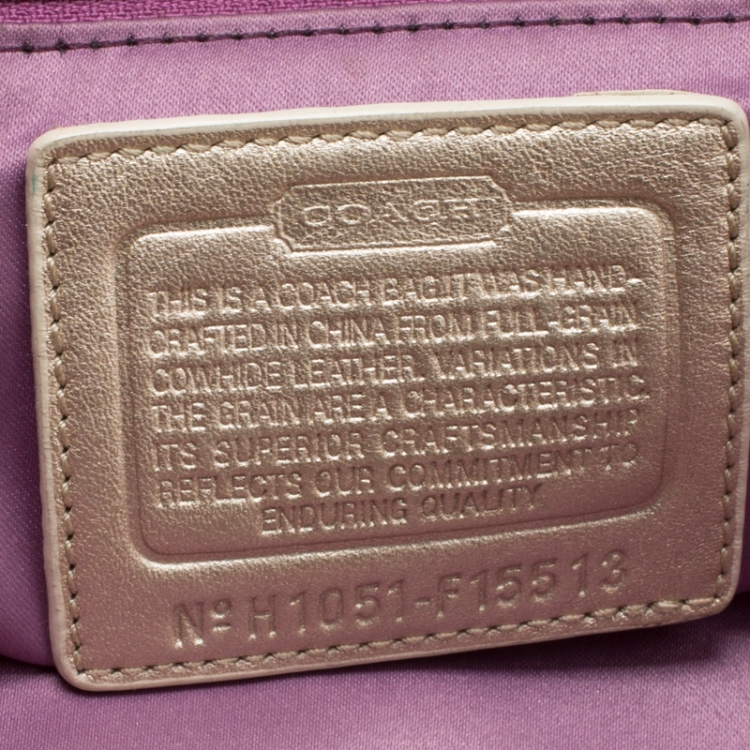 COACH
THIS IS A COACH BAG. IT WAS HAND-
CRAFTED IN CHINA FROM FULL-GRAIN
COWHIDE LEATHER. VARIATIONS IN
THE GRAIN ARE A CHARACTERISTIC.
ITS SUPERIOR CRAFTSMANSHIP
REFLECTS OUR COMMITMENT TO
ENDURING QUALITY.
Nº H1051-F15513